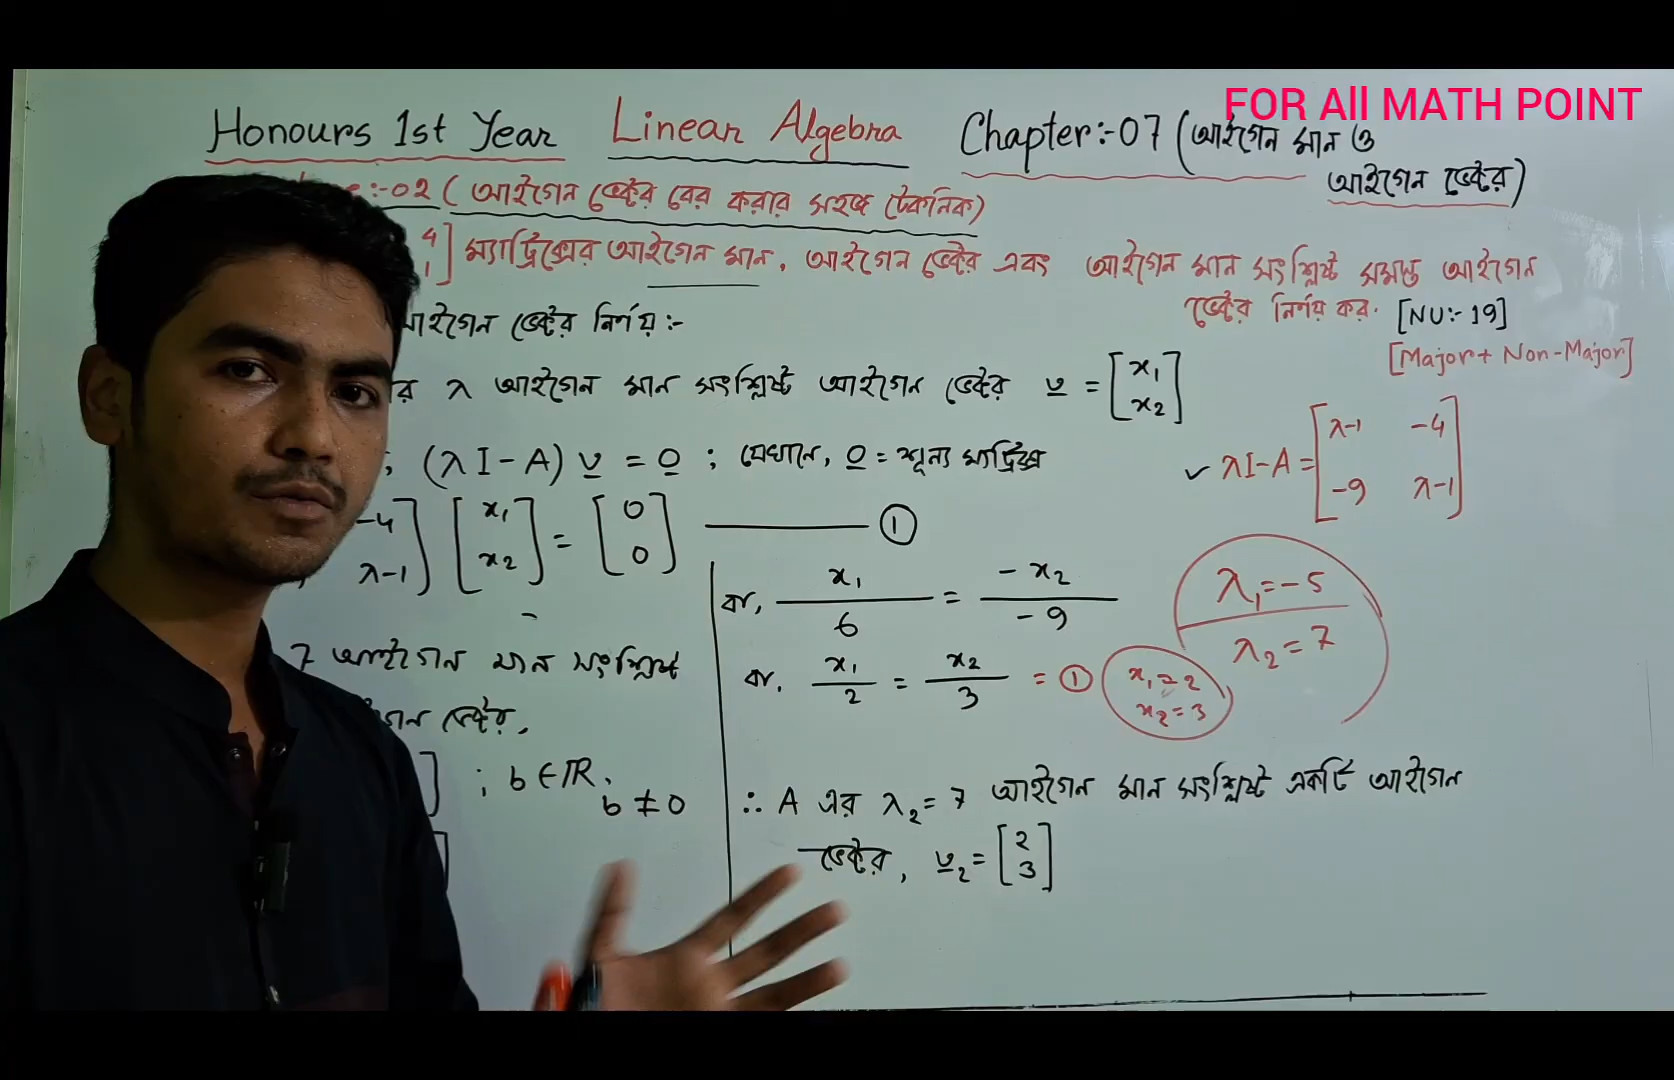 FOR All MATH POINT
Honours 1st Year Linear Algebra Chapter:-07 (আইগেন মান ও
আইগেন ভেক্টর)
:-02 (আইগেন ভেক্টর বের করার সহজ টেকনিক)
4
1] ম্যাট্রিক্সের আইগেন মান, আইগেন ভেক্টর এবং আইগেন মান সংশ্লিষ্ট সমস্ত আইগেন
ভেক্টর নির্ণয় কর. [NU:- 19]
[Major + Non-Major]
আইগেন ভেক্টর নির্ণয়:-
র λ আইগেন মান সংশ্লিষ্ট আইগেন ভেক্টর v = [x₁
x₂]
; (λI-A) v = 0 ; যেখানে, 0 = শূন্য ম্যাট্রিক্স
✓ λI-A = [λ-1 -4
-9 λ-1]
-4] [x₁ = [0
λ-1] x₂] 0] ——— ①
λ₁=-5
λ₂=7
বা, x₁/6 = -x₂/-9
বা, x₁/2 = x₂/3 = ①
x₁=2
x₂=3
7 আইগেন মান সংশ্লিষ্ট
ভেক্টর,
] ; b∈ℝ,
b≠0
∴ A এর λ₂=7 আইগেন মান সংশ্লিষ্ট একটি আইগেন
ভেক্টর, v₂ = [2
3]